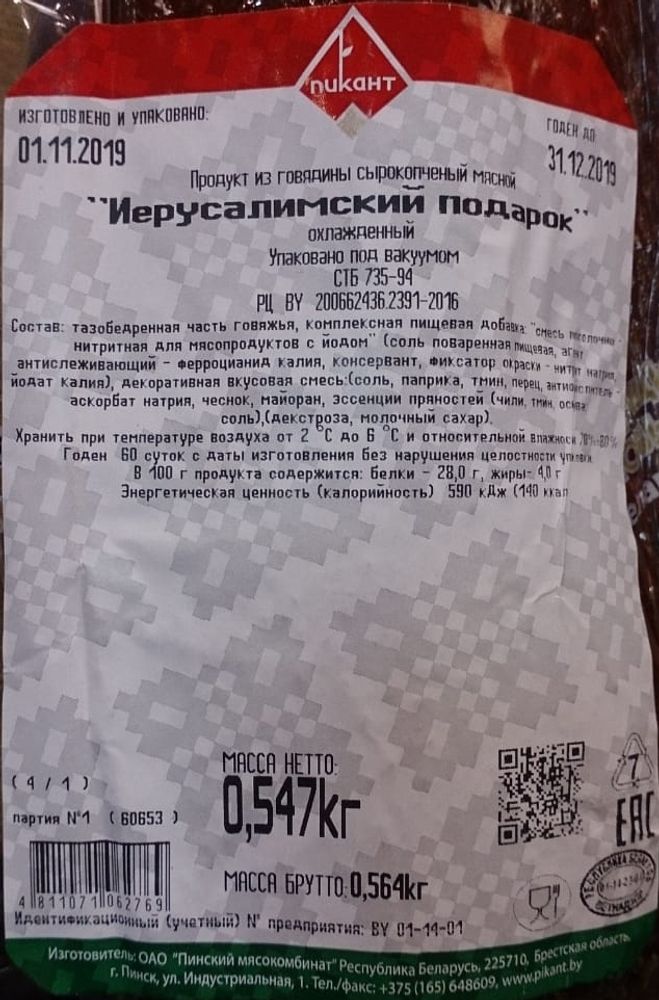 пикант
ИЗГОТОВЛЕНО И УПАКОВАНО:
01.11.2019
ГОДЕН ДО
31.12.2019
Продукт из говядины сырокопченый мясной
"Иерусалимский подарок"
охлажденный
Упаковано под вакуумом
СТБ 735-94
РЦ BY 200662436.2391-2016
Состав: тазобедренная часть говяжья, комплексная пищевая добавка: "смесь посолочно
нитритная для мясопродуктов с йодом" (соль поваренная пищевая, агент
антислеживающий - ферроцианид калия, консервант, фиксатор окраски - нитрит натрия,
йодат калия), декоративная вкусовая смесь:(соль, паприка, тмин, перец, антиокислитель -
аскорбат натрия, чеснок, майоран, эссенции пряностей (чили, тмин, основа
соль),(декстроза, молочный сахар).
Хранить при температуре воздуха от 2 °С до 6 °С и относительной влажности 70%-80%
Годен 60 суток с даты изготовления без нарушения целостности упаковки
В 100 г продукта содержится: белки - 28,0 г, жиры- 4,0 г
Энергетическая ценность (калорийность) 590 кДж (140 ккал
МАССА НЕТТО:
0,547кг
(4/1)
партия N°1 (60653)
МАССА БРУТТО:0,564кг
4 811071 062769
7
EAC
Идентификационный (учетный) N° предприятия: BY 01-14-01
Изготовитель: ОАО "Пинский мясокомбинат" Республика Беларусь, 225710, Брестская область,
г. Пинск, ул. Индустриальная, 1. Тел./факс: +375 (165) 648609, www.pikant.by